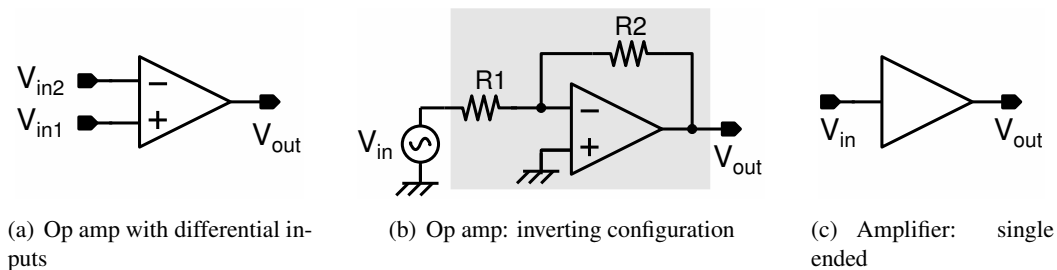 V_in2
V_in1
−
+
V_out
R2
R1
V_in
−
+
V_out
V_in
V_out
(a) Op amp with differential in-
puts
(b) Op amp: inverting configuration
(c) Amplifier: single
ended